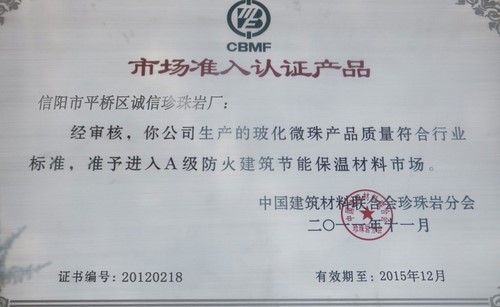 CBMF
市场准入认证产品
信阳市平桥区诚信珍珠岩厂：
经审核，你公司生产的玻化微珠产品质量符合行业
标准，准予进入A级防火建筑节能保温材料市场。
中国建筑材料联合会珍珠岩分会
二〇一一年十一月
证书编号：20120218
有效期至：2015年12月